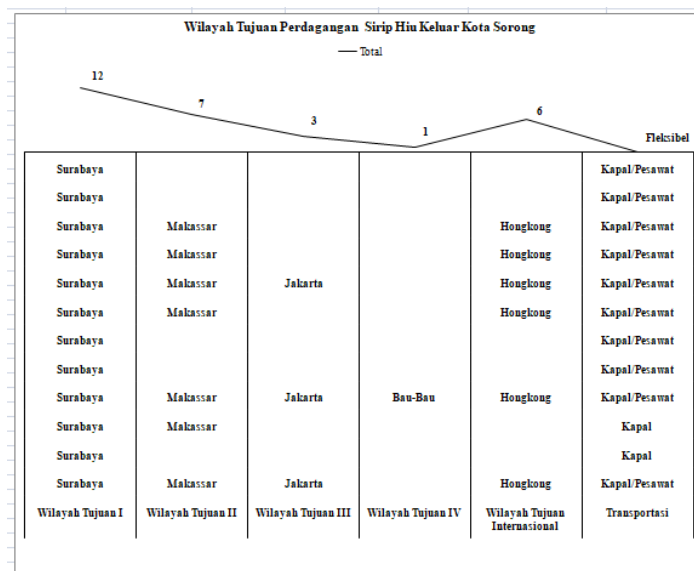 Wilayah Tujuan Perdagangan Sirip Hiu Keluar Kota Sorong
Total
12
7
3
1
6
Fleksibel
Surabaya Kapal/Pesawat
Surabaya Kapal/Pesawat
Surabaya Makassar Hongkong Kapal/Pesawat
Surabaya Makassar Hongkong Kapal/Pesawat
Surabaya Makassar Jakarta Hongkong Kapal/Pesawat
Surabaya Makassar Hongkong Kapal/Pesawat
Surabaya Kapal/Pesawat
Surabaya Kapal/Pesawat
Surabaya Makassar Jakarta Bau-Bau Hongkong Kapal/Pesawat
Surabaya Makassar Kapal
Surabaya Kapal
Surabaya Makassar Jakarta Hongkong Kapal/Pesawat
Wilayah Tujuan I Wilayah Tujuan II Wilayah Tujuan III Wilayah Tujuan IV Wilayah Tujuan Transportasi
Internasional